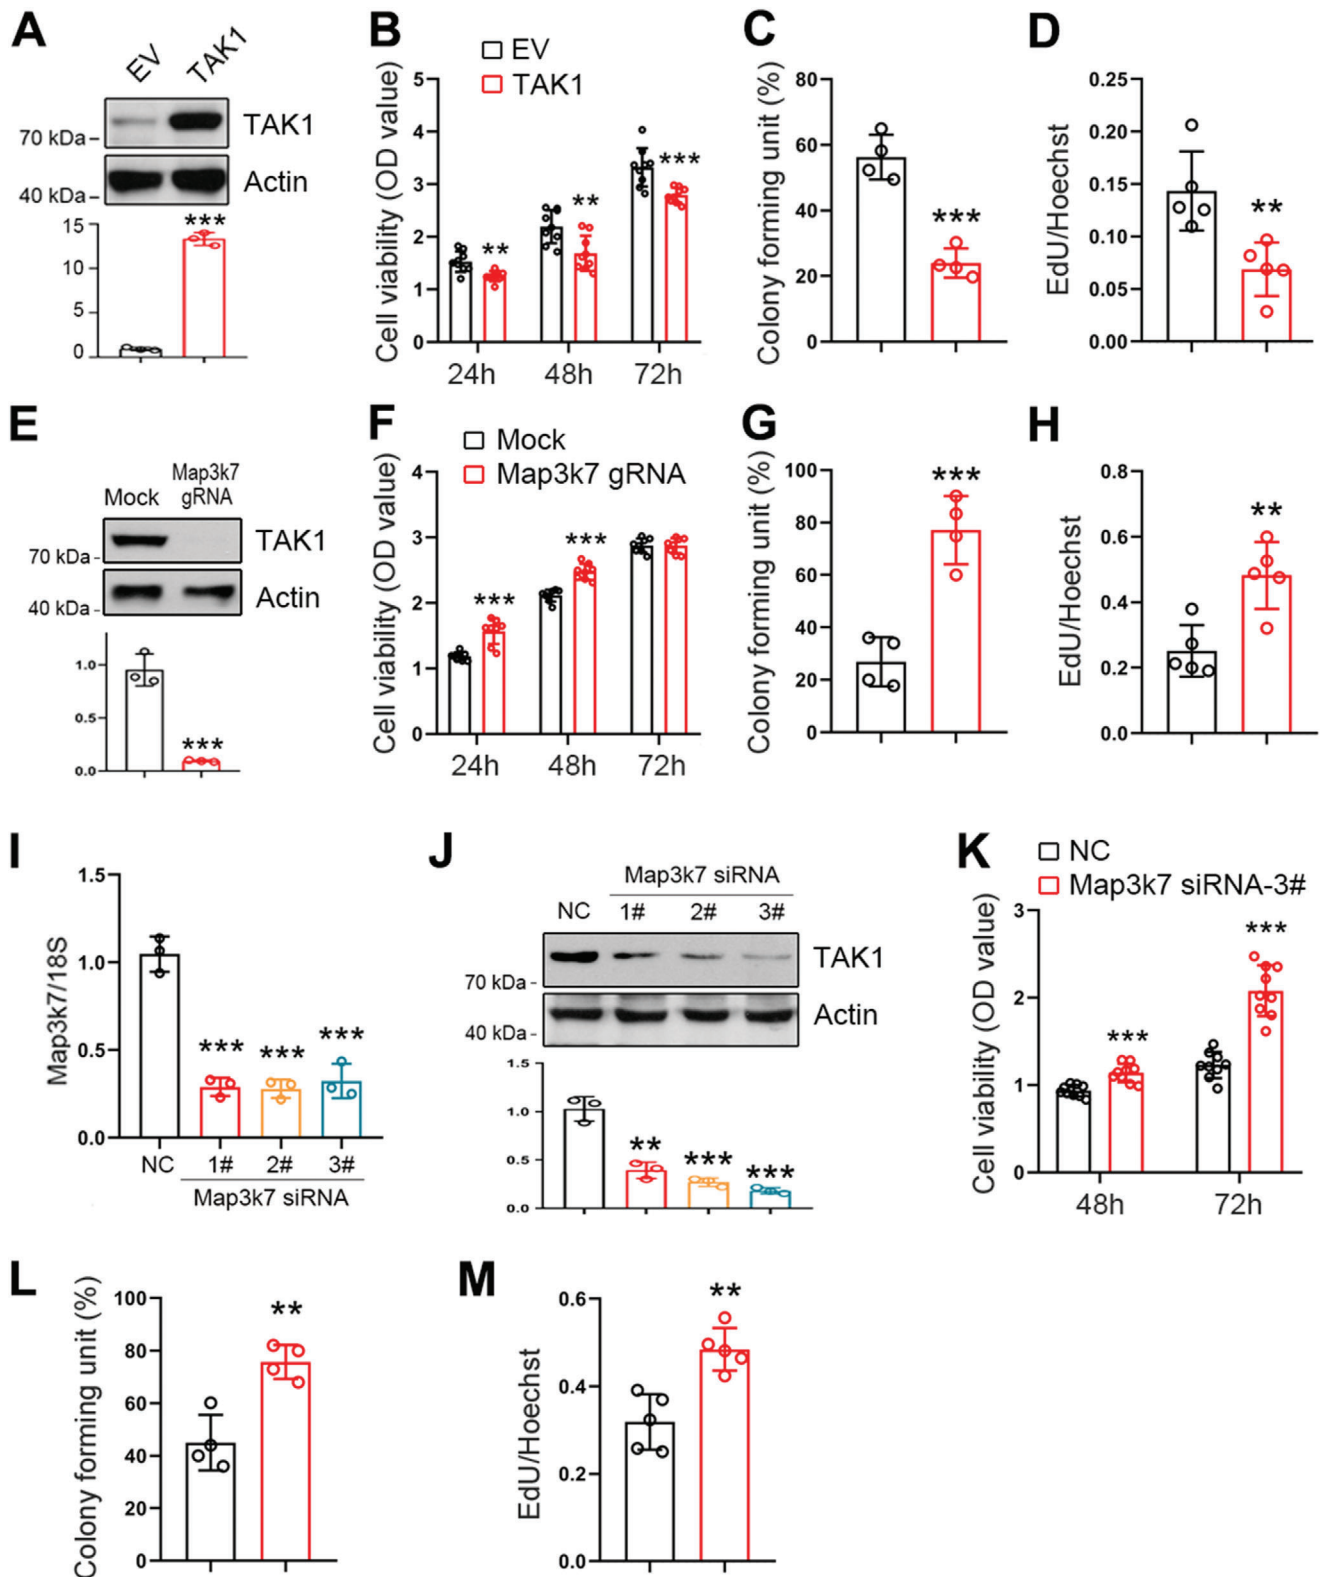 A
EV
TAK1
70 kDa
TAK1
40 kDa
Actin
***
15
10
5
0
B
EV
TAK1
Cell viability (OD value)
5
4
3
2
1
0
**
**
***
24h
48h
72h
C
Colony forming unit (%)
80
60
40
20
0
***
D
EdU/Hoechst
0.25
0.20
0.15
0.10
0.05
0.00
**
E
Mock
Map3k7
gRNA
70 kDa
TAK1
40 kDa
Actin
1.0
0.5
0.0
***
F
Mock
Map3k7 gRNA
Cell viability (OD value)
4
3
2
1
0
***
***
24h
48h
72h
G
Colony forming unit (%)
100
80
60
40
20
0
***
H
EdU/Hoechst
0.8
0.6
0.4
0.2
0.0
**
I
Map3k7/18S
1.5
1.0
0.5
0.0
***
***
***
NC
1#
2#
3#
Map3k7 siRNA
J
Map3k7 siRNA
NC
1#
2#
3#
70 kDa
TAK1
40 kDa
Actin
1.5
1.0
0.5
0.0
**
***
***
K
NC
Map3k7 siRNA-3#
Cell viability (OD value)
3
2
1
0
***
***
48h
72h
L
Colony forming unit (%)
100
80
60
40
20
0
**
M
EdU/Hoechst
0.6
0.4
0.2
0.0
**